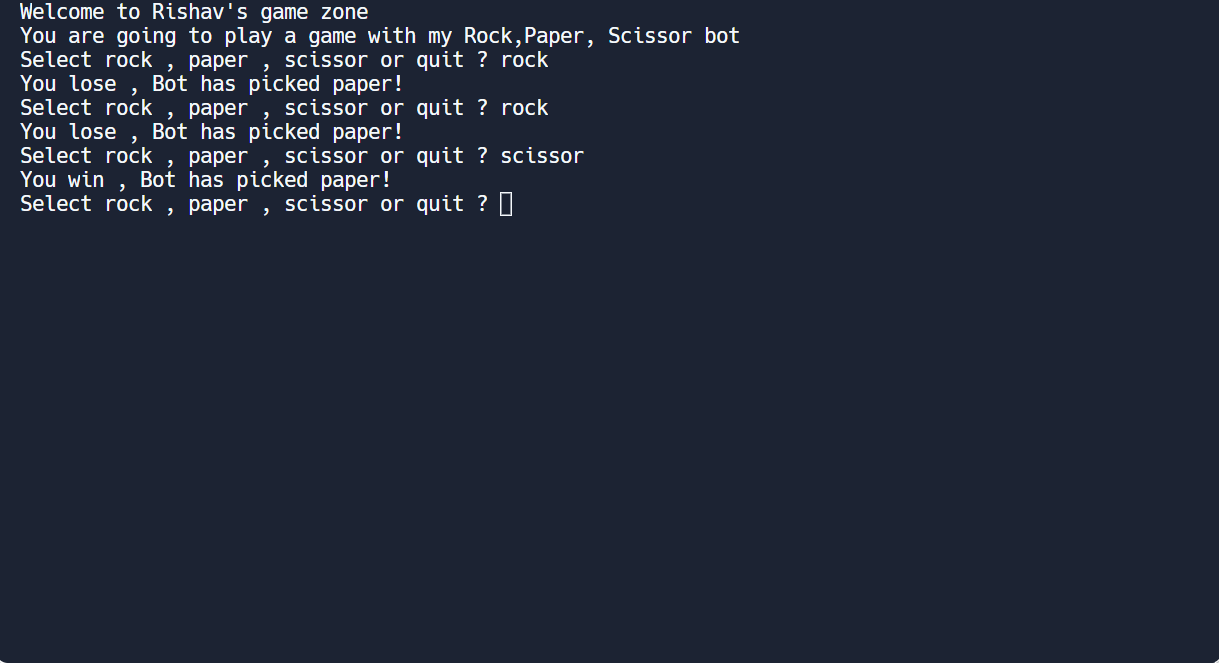 Welcome to Rishav's game zone
You are going to play a game with my Rock,Paper, Scissor bot
Select rock , paper , scissor or quit ? rock
You lose , Bot has picked paper!
Select rock , paper , scissor or quit ? rock
You lose , Bot has picked paper!
Select rock , paper , scissor or quit ? scissor
You win , Bot has picked paper!
Select rock , paper , scissor or quit ?